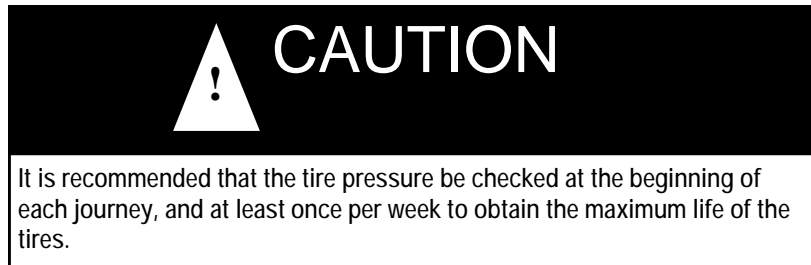 ! CAUTION
It is recommended that the tire pressure be checked at the beginning of
each journey, and at least once per week to obtain the maximum life of the
tires.